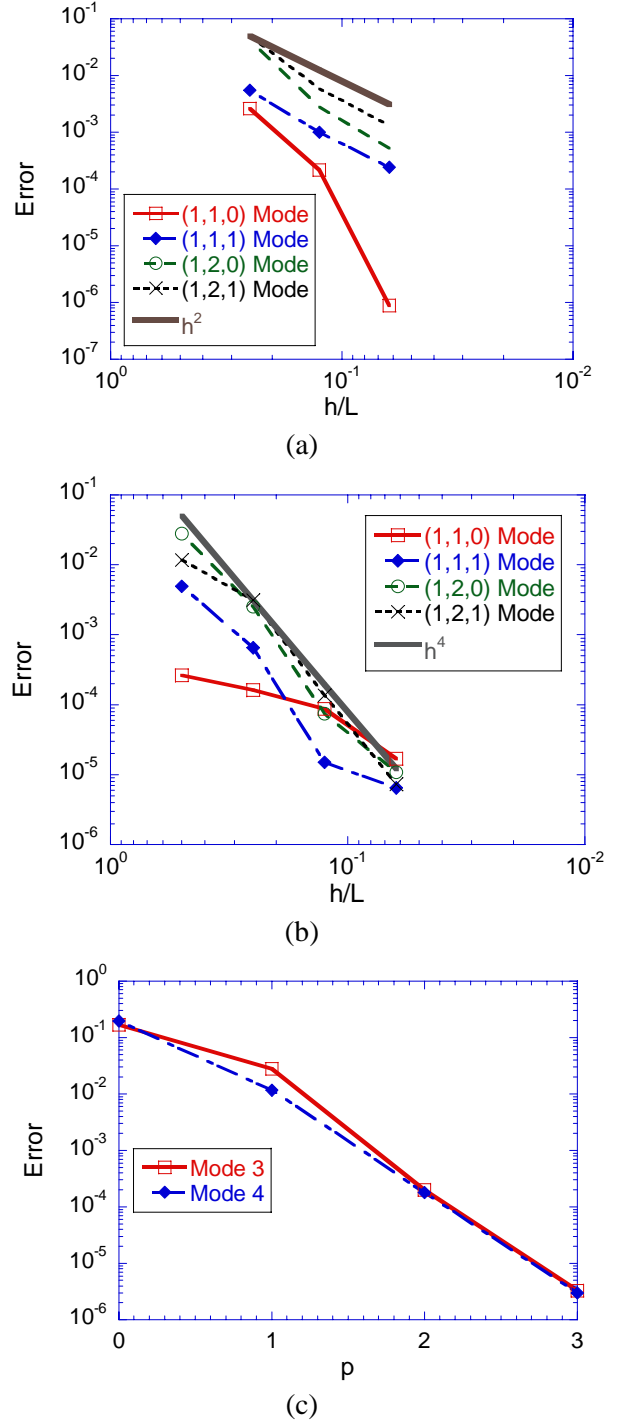 10^-1
10^-2
10^-3
10^-4
10^-5
10^-6
10^-7
Error
(1,1,0) Mode
(1,1,1) Mode
(1,2,0) Mode
(1,2,1) Mode
h^2
10^0 10^-1 10^-2
h/L
(a)
10^-1
10^-2
10^-3
10^-4
10^-5
10^-6
Error
(1,1,0) Mode
(1,1,1) Mode
(1,2,0) Mode
(1,2,1) Mode
h^4
10^0 10^-1 10^-2
h/L
(b)
10^0
10^-1
10^-2
10^-3
10^-4
10^-5
10^-6
Error
Mode 3
Mode 4
0 1 2 3
p
(c)